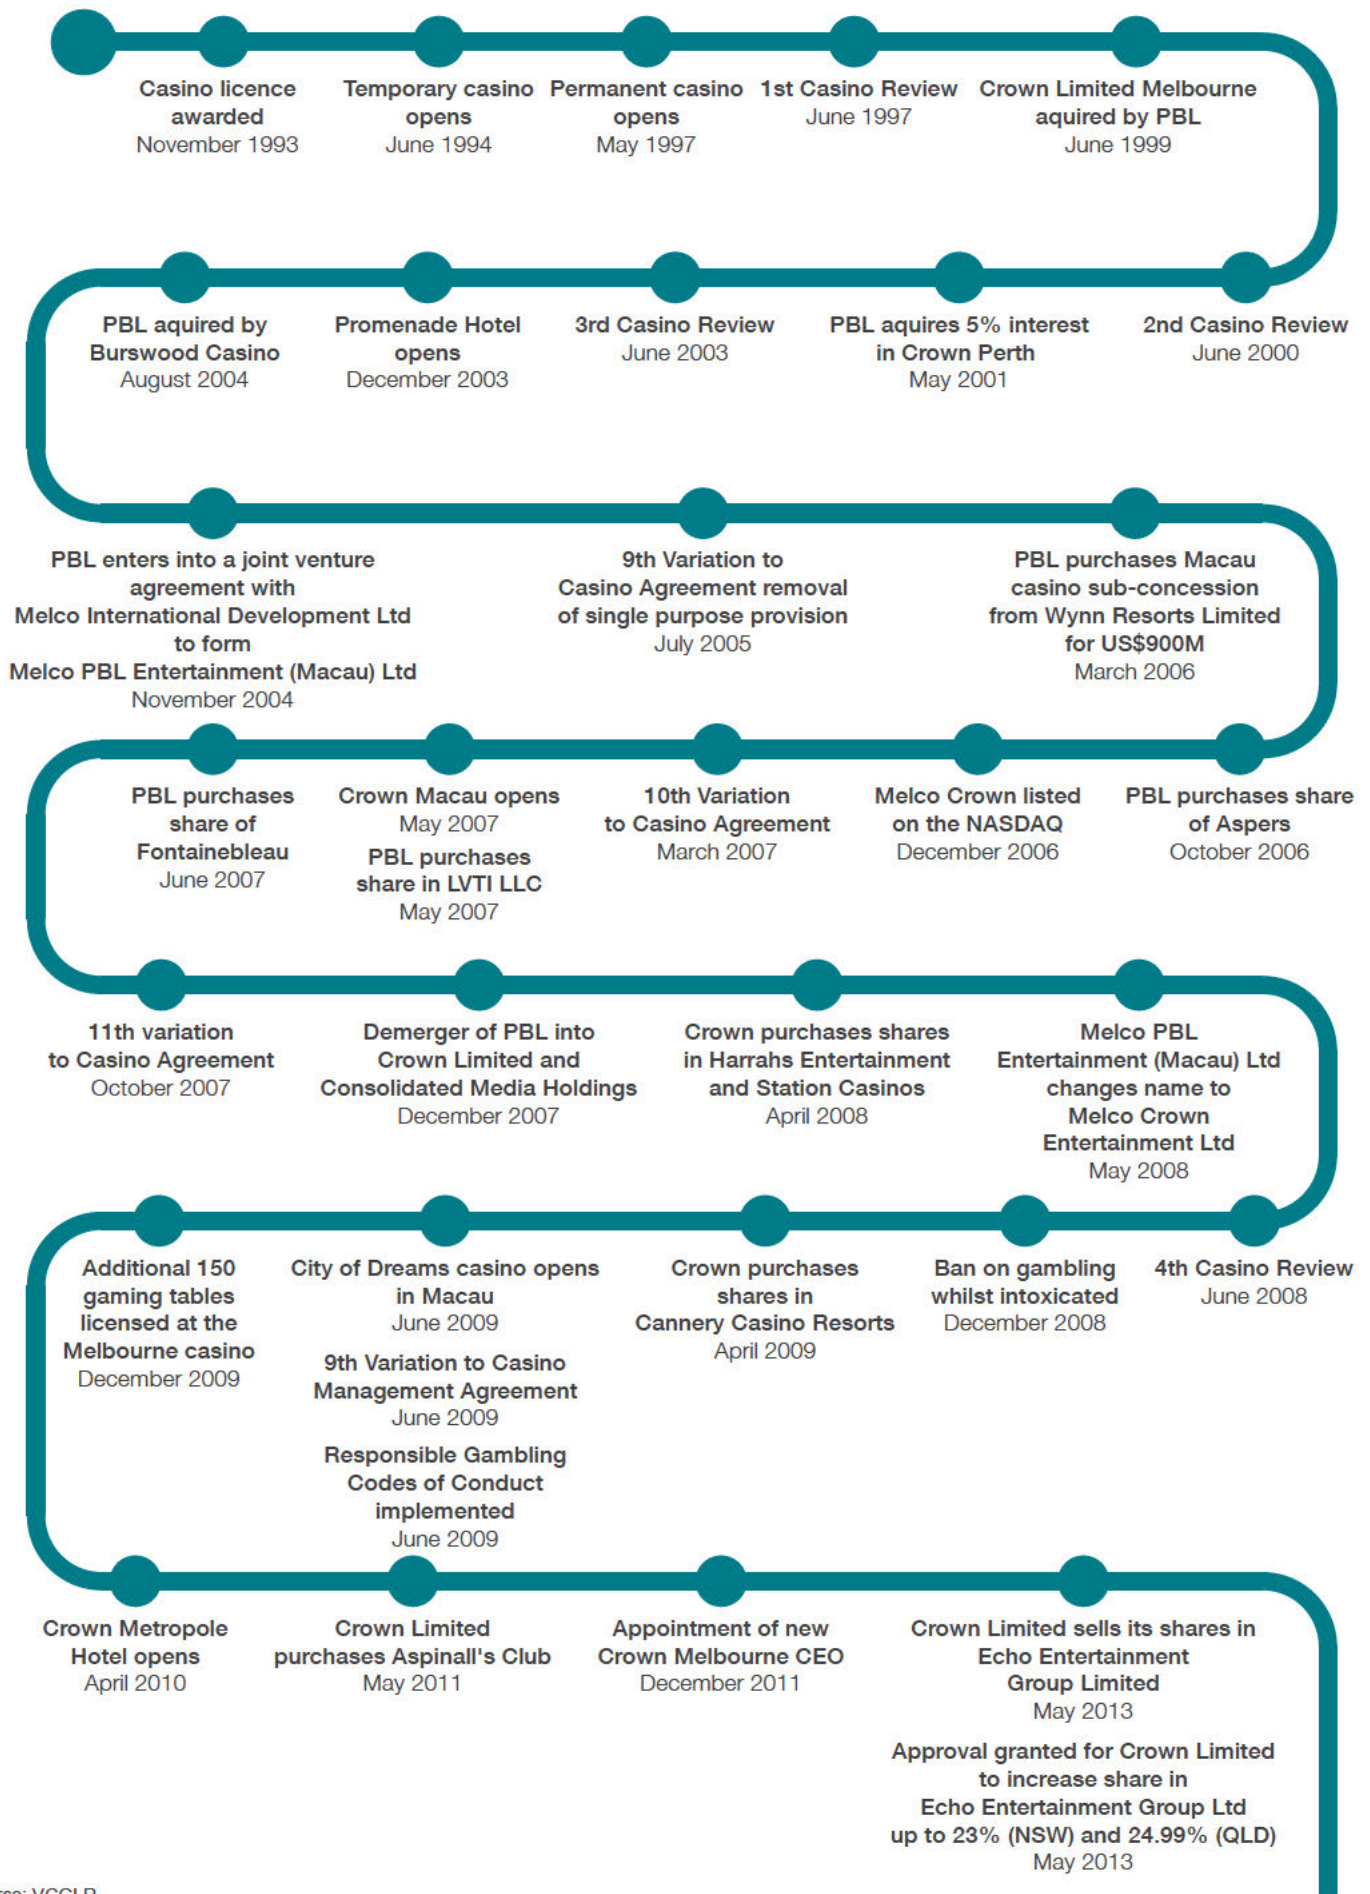 Casino licence
awarded
November 1993
Temporary casino
opens
June 1994
Permanent casino
opens
May 1997
1st Casino Review
June 1997
Crown Limited Melbourne
aquired by PBL
June 1999
PBL aquired by
Burswood Casino
August 2004
Promenade Hotel
opens
December 2003
3rd Casino Review
June 2003
PBL aquires 5% interest
in Crown Perth
May 2001
2nd Casino Review
June 2000
PBL enters into a joint venture
agreement with
Melco International Development Ltd
to form
Melco PBL Entertainment (Macau) Ltd
November 2004
9th Variation to
Casino Agreement removal
of single purpose provision
July 2005
PBL purchases Macau
casino sub-concession
from Wynn Resorts Limited
for US$900M
March 2006
PBL purchases
share of
Fontainebleau
June 2007
Crown Macau opens
May 2007
PBL purchases
share in LVTI LLC
May 2007
10th Variation
to Casino Agreement
March 2007
Melco Crown listed
on the NASDAQ
December 2006
PBL purchases share
of Aspers
October 2006
11th variation
to Casino Agreement
October 2007
Demerger of PBL into
Crown Limited and
Consolidated Media Holdings
December 2007
Crown purchases shares
in Harrahs Entertainment
and Station Casinos
April 2008
Melco PBL
Entertainment (Macau) Ltd
changes name to
Melco Crown
Entertainment Ltd
May 2008
Additional 150
gaming tables
licensed at the
Melbourne casino
December 2009
City of Dreams casino opens
in Macau
June 2009
9th Variation to Casino
Management Agreement
June 2009
Responsible Gambling
Codes of Conduct
implemented
June 2009
Crown purchases
shares in
Cannery Casino Resorts
April 2009
Ban on gambling
whilst intoxicated
December 2008
4th Casino Review
June 2008
Crown Metropole
Hotel opens
April 2010
Crown Limited
purchases Aspinall's Club
May 2011
Appointment of new
Crown Melbourne CEO
December 2011
Crown Limited sells its shares in
Echo Entertainment
Group Limited
May 2013
Approval granted for Crown Limited
to increase share in
Echo Entertainment Group Ltd
up to 23% (NSW) and 24.99% (QLD)
May 2013